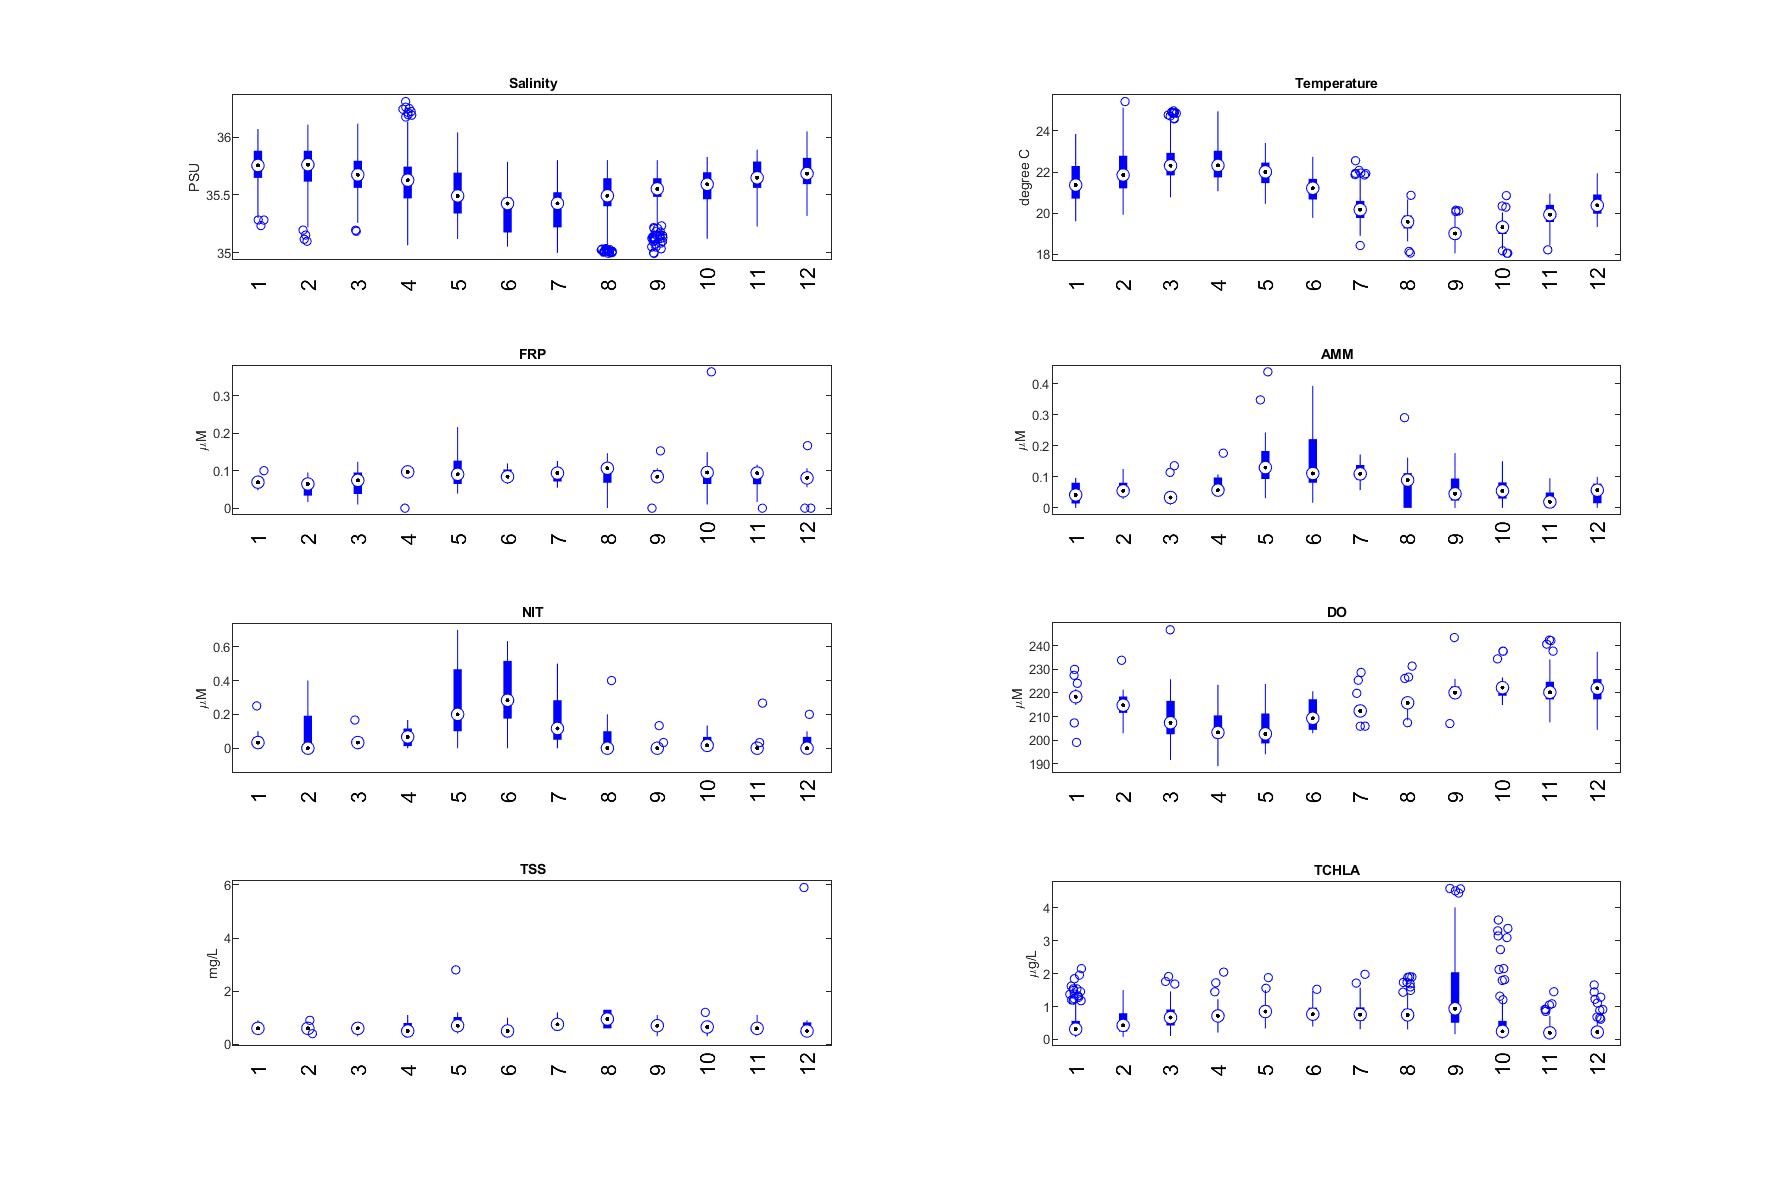 Salinity
PSU
36
35.5
35
1 2 3 4 5 6 7 8 9 10 11 12
Temperature
degree C
24
22
20
18
1 2 3 4 5 6 7 8 9 10 11 12
FRP
μM
0.3
0.2
0.1
0
1 2 3 4 5 6 7 8 9 10 11 12
AMM
μM
0.4
0.3
0.2
0.1
0
1 2 3 4 5 6 7 8 9 10 11 12
NIT
μM
0.6
0.4
0.2
0
1 2 3 4 5 6 7 8 9 10 11 12
DO
μM
240
230
220
210
200
190
1 2 3 4 5 6 7 8 9 10 11 12
TSS
mg/L
6
4
2
0
1 2 3 4 5 6 7 8 9 10 11 12
TCHLA
μg/L
4
3
2
1
0
1 2 3 4 5 6 7 8 9 10 11 12